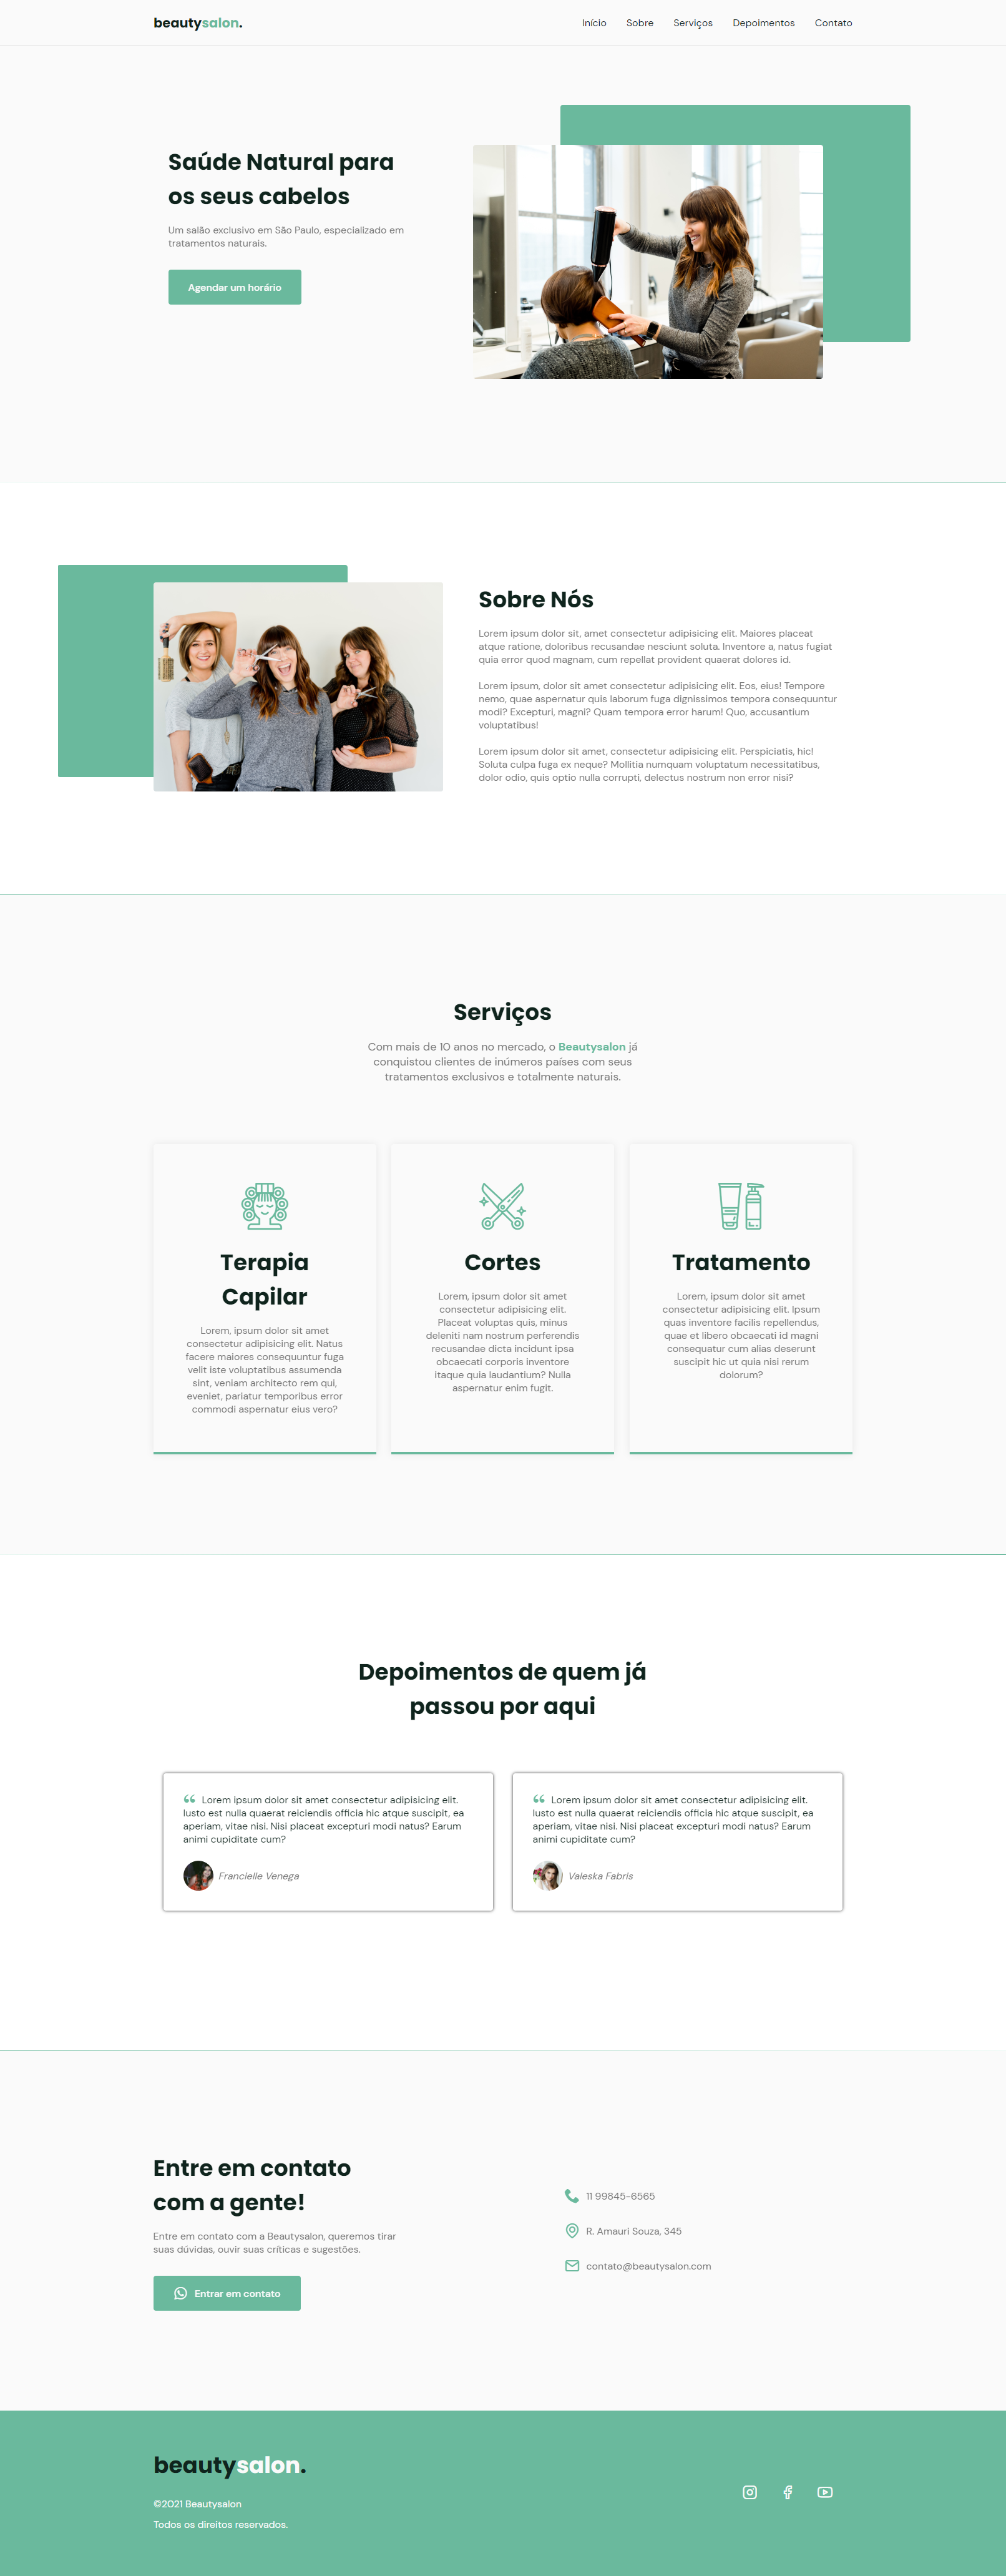 beautysalon.
Início Sobre Serviços Depoimentos Contato
Saúde Natural para
os seus cabelos
Um salão exclusivo em São Paulo, especializado em
tratamentos naturais.
Agendar um horário
Sobre Nós
Lorem ipsum dolor sit, amet consectetur adipisicing elit. Maiores placeat
atque ratione, doloribus recusandae nesciunt soluta. Inventore a, natus fugiat
quia error quod magnam, cum repellat provident quaerat dolores id.
Lorem ipsum, dolor sit amet consectetur adipisicing elit. Eos, eius! Tempore
nemo, quae aspernatur quis laborum fuga dignissimos tempora consequuntur
modi? Excepturi, magni? Quam tempora error harum! Quo, accusantium
voluptatibus!
Lorem ipsum dolor sit amet, consectetur adipisicing elit. Perspiciatis, hic!
Soluta culpa fuga ex neque? Mollitia numquam voluptatum necessitatibus,
dolor odio, quis optio nulla corrupti, delectus nostrum non error nisi?
Serviços
Com mais de 10 anos no mercado, o Beautysalon já
conquistou clientes de inúmeros países com seus
tratamentos exclusivos e totalmente naturais.
Terapia
Capilar
Lorem, ipsum dolor sit amet
consectetur adipisicing elit. Natus
facere maiores consequuntur fuga
velit iste voluptatibus assumenda
sint, veniam architecto rem qui,
eveniet, pariatur temporibus error
commodi aspernatur eius vero?
Cortes
Lorem, ipsum dolor sit amet
consectetur adipisicing elit.
Placeat voluptas quis, minus
deleniti nam nostrum perferendis
recusandae dicta incidunt ipsa
obcaecati corporis inventore
itaque quia laudantium? Nulla
aspernatur enim fugit.
Tratamento
Lorem, ipsum dolor sit amet
consectetur adipisicing elit. Ipsum
quas inventore facilis repellendus,
quae et libero obcaecati id magni
consequatur cum alias deserunt
suscipit hic ut quia nisi rerum
dolorum?
Depoimentos de quem já
passou por aqui
Lorem ipsum dolor sit amet consectetur adipisicing elit.
Iusto est nulla quaerat reiciendis officia hic atque suscipit, ea
aperiam, vitae nisi. Nisi placeat excepturi modi natus? Earum
animi cupiditate cum?
Francielle Venega
Lorem ipsum dolor sit amet consectetur adipisicing elit.
Iusto est nulla quaerat reiciendis officia hic atque suscipit, ea
aperiam, vitae nisi. Nisi placeat excepturi modi natus? Earum
animi cupiditate cum?
Valeska Fabris
Entre em contato
com a gente!
Entre em contato com a Beautysalon, queremos tirar
suas dúvidas, ouvir suas críticas e sugestões.
Entrar em contato
11 99845-6565
R. Amauri Souza, 345
contato@beautysalon.com
beautysalon.
©2021 Beautysalon
Todos os direitos reservados.